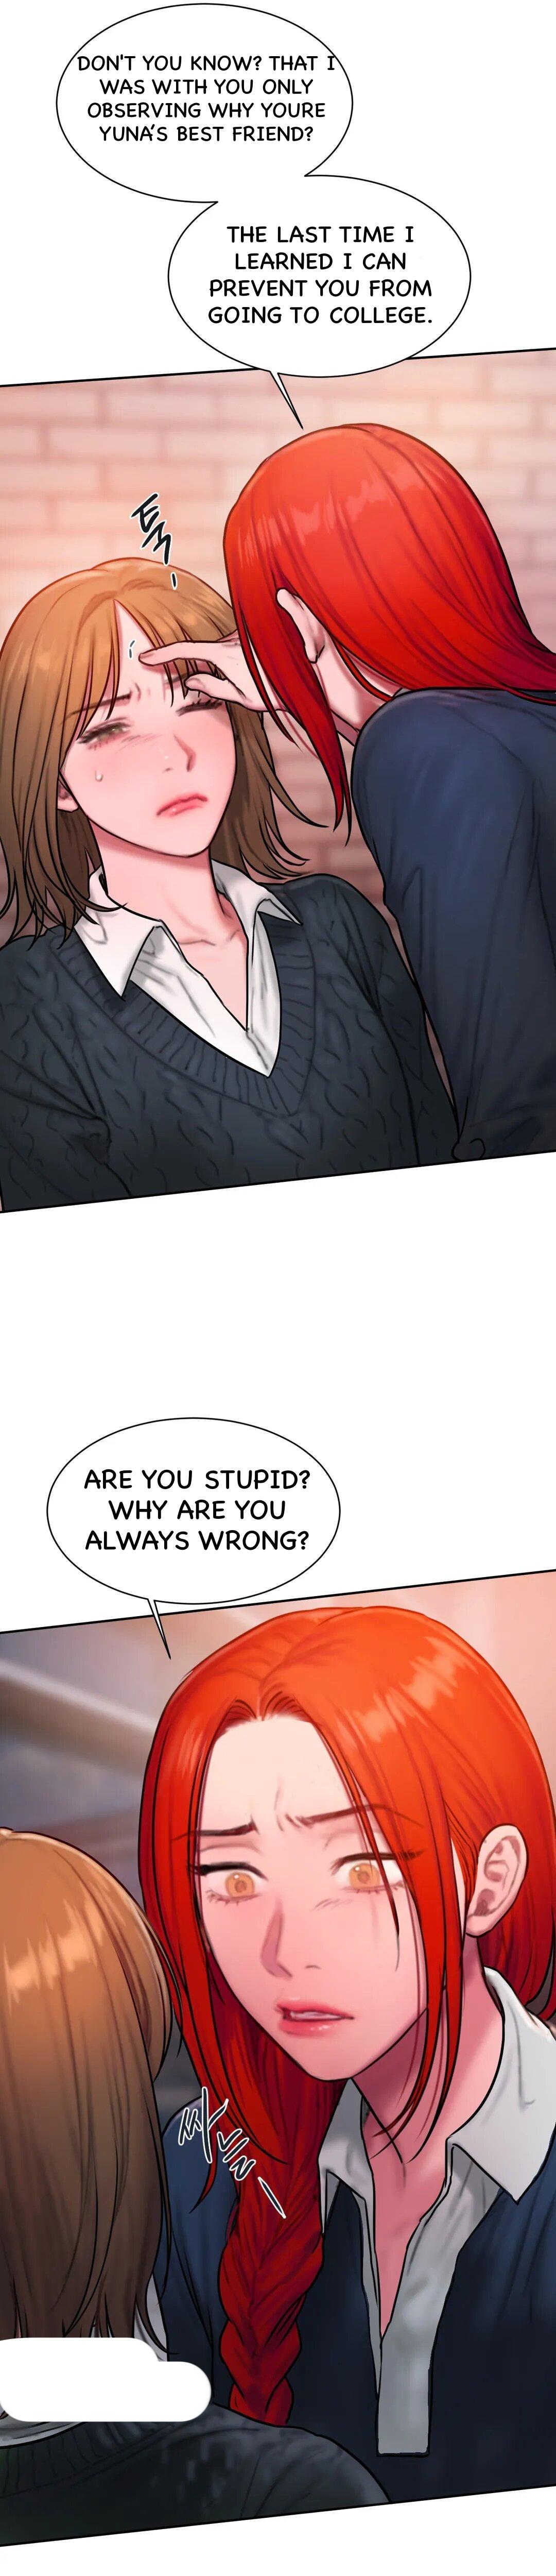 DON'T YOU KNOW? THAT I
WAS WITH YOU ONLY
OBSERVING WHY YOURE
YUNA'S BEST FRIEND?
THE LAST TIME I
LEARNED I CAN
PREVENT YOU FROM
GOING TO COLLEGE.
툭
ARE YOU STUPID?
WHY ARE YOU
ALWAYS WRONG?